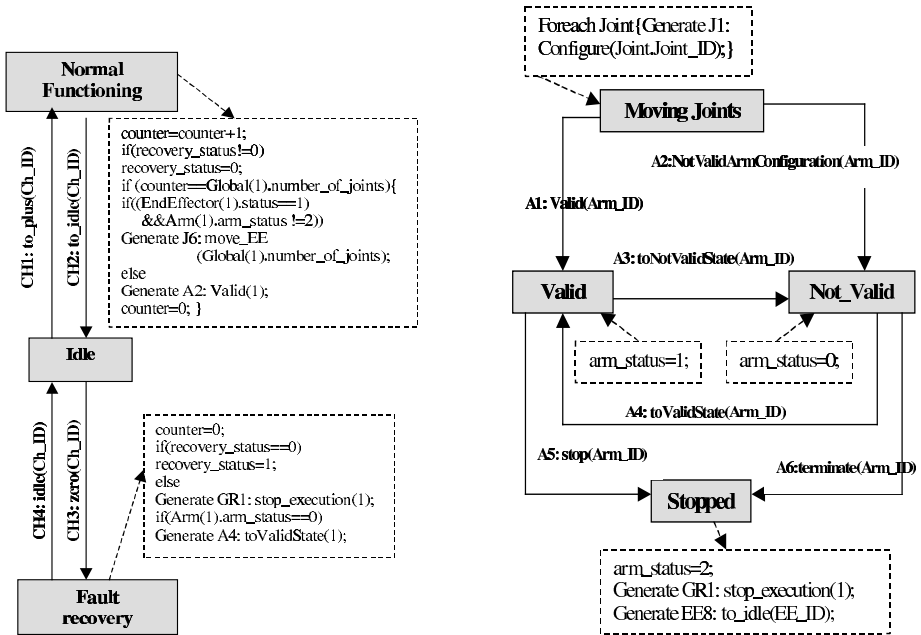 Normal
Functioning
counter=counter+1;
if(recovery_status!=0)
recovery_status=0;
if (counter==Global(1).number_of_joints){
if((EndEffector(1).status==1)
&&Arm(1).arm_status !=2))
Generate J6: move_EE
(Global(1).number_of_joints);
else
Generate A2: Valid(1);
counter=0; }
CH1: to_plus(Ch_ID)
CH2: to_idle(Ch_ID)
Idle
CH4: idle(Ch_ID)
CH3: zero(Ch_ID)
counter=0;
if(recovery_status==0)
recovery_status=1;
else
Generate GR1: stop_execution(1);
if(Arm(1).arm_status==0)
Generate A4: toValidState(1);
Fault
recovery
Foreach Joint{Generate J1:
Configure(Joint.Joint_ID);}
Moving Joints
A2:NotValidArmConfiguration(Arm_ID)
A1: Valid(Arm_ID)
A3: toNotValidState(Arm_ID)
Valid
Not_Valid
arm_status=1;
arm_status=0;
A4: toValidState(Arm_ID)
A5: stop(Arm_ID)
A6:terminate(Arm_ID)
Stopped
arm_status=2;
Generate GR1: stop_execution(1);
Generate EE8: to_idle(EE_ID);